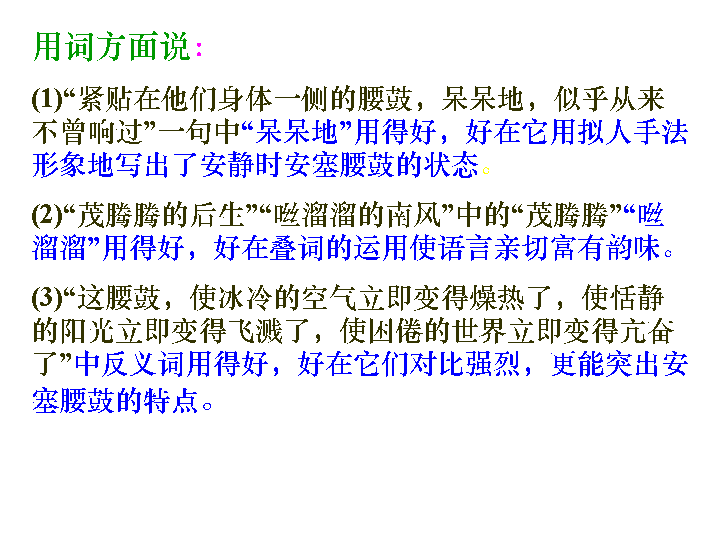 用词方面说：
(1)“紧贴在他们身体一侧的腰鼓，呆呆地，似乎从来
不曾响过”一句中“呆呆地”用得好，好在它用拟人手法
形象地写出了安静时安塞腰鼓的状态。
(2)“茂腾腾的后生”“咝溜溜的南风”中的“茂腾腾”“咝
溜溜”用得好，好在叠词的运用使语言亲切富有韵味。
(3)“这腰鼓，使冰冷的空气立即变得燥热了，使恬静
的阳光立即变得飞溅了，使困倦的世界立即变得亢奋
了”中反义词用得好，好在它们对比强烈，更能突出安
塞腰鼓的特点。